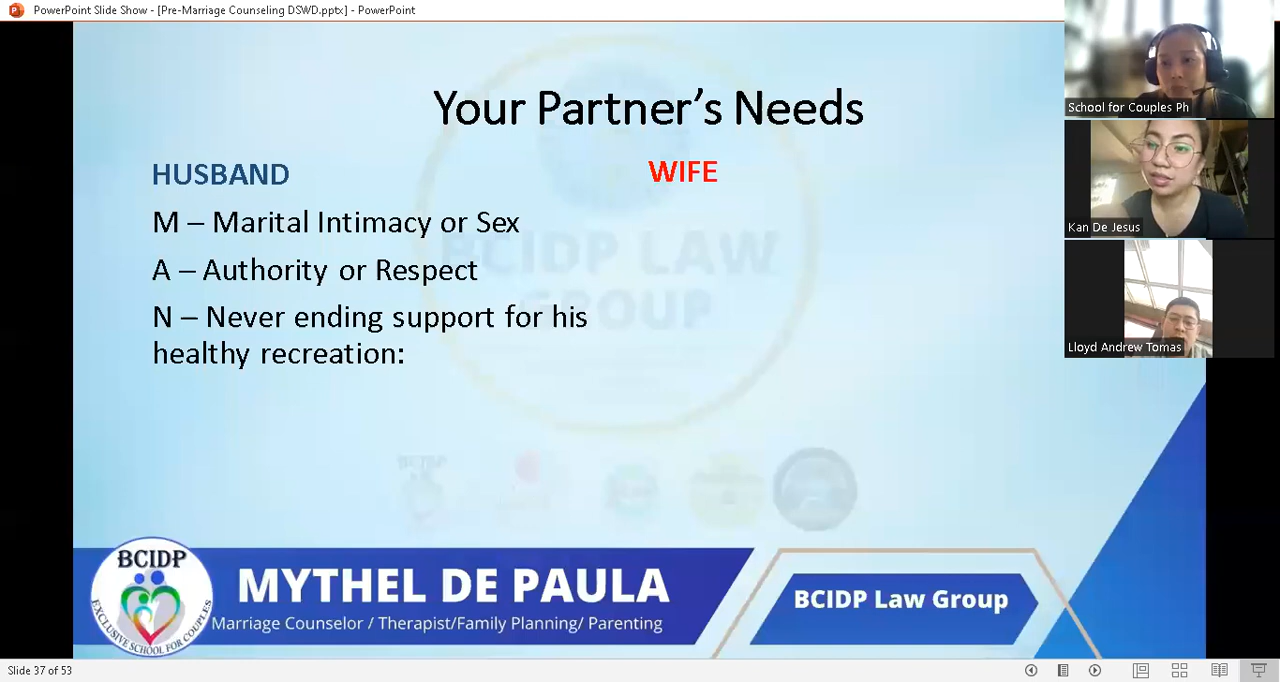 PowerPoint Slide Show - [Pre-Marriage Counseling DSWD.pptx] - PowerPoint
Your Partner's Needs
HUSBAND
M – Marital Intimacy or Sex
A – Authority or Respect
N – Never ending support for his
healthy recreation:
WIFE
BCIDP LAW
GROUP
School for Couples Ph
Kan De Jesus
Lloyd Andrew Tomas
BCIDP
EXCLUSIVE SCHOOL FOR COUPLES
MYTHEL DE PAULA
Marriage Counselor / Therapist/Family Planning/ Parenting
BCIDP Law Group
Slide 37 of 53